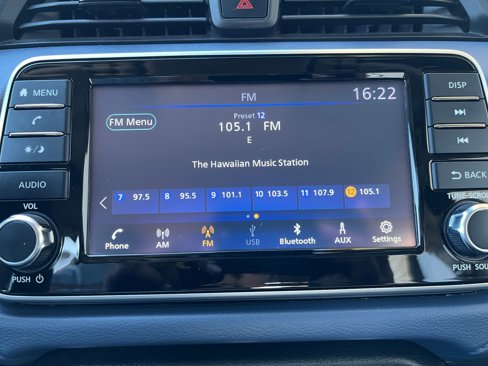 MENU
DISP
FM
16:22
FM Menu
Preset 12
105.1 FM
E
The Hawaiian Music Station
AUDIO
BACK
7 97.5 8 95.5 9 101.1 10 103.5 11 107.9 12 105.1
VOL
TUNE-SCROLL
Phone AM FM USB Bluetooth AUX Settings
PUSH
PUSH SOU